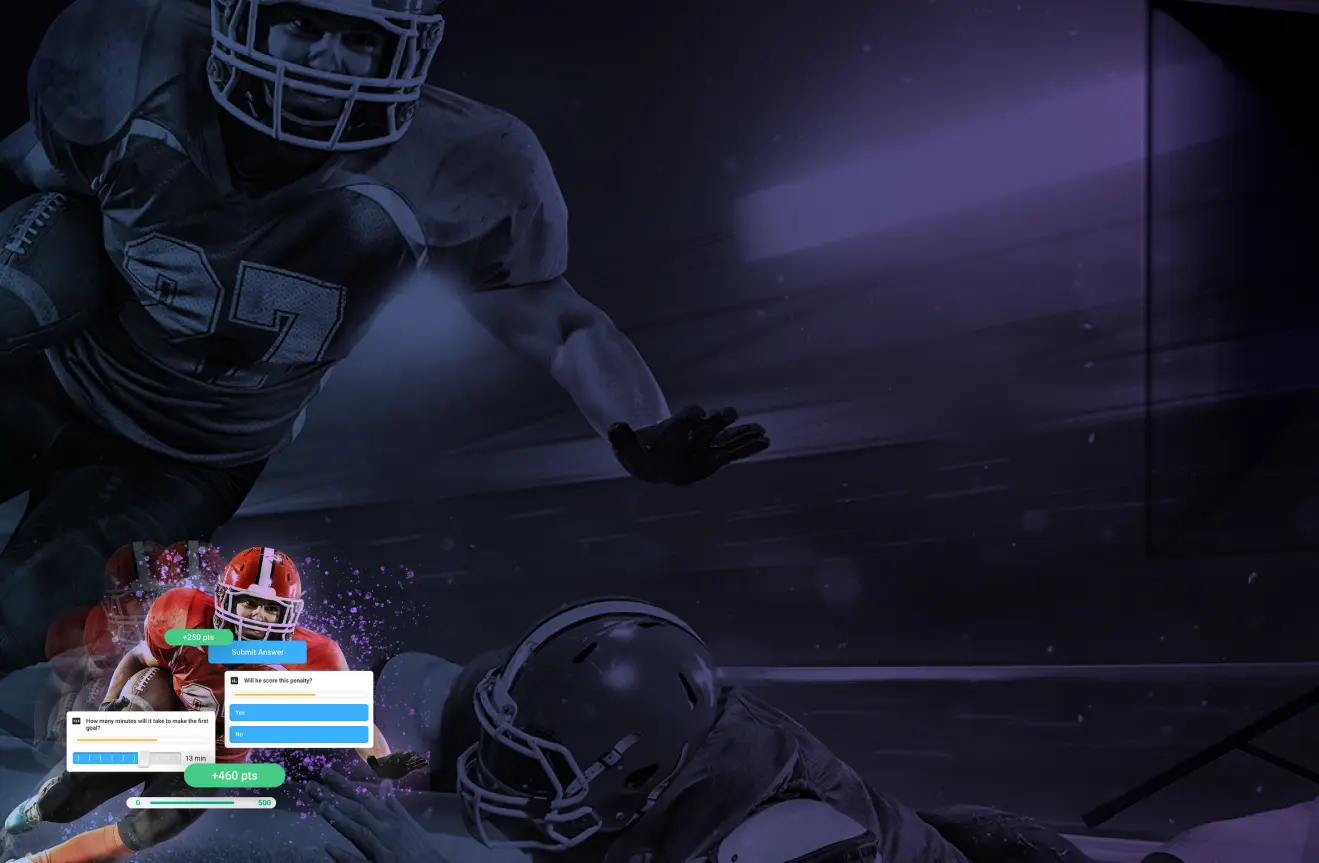 97
+250 pts
Submit Answer
Will he score this penalty?
Yes
No
How many minutes will it take to make the first
goal?
13 min
+460 pts
0
500